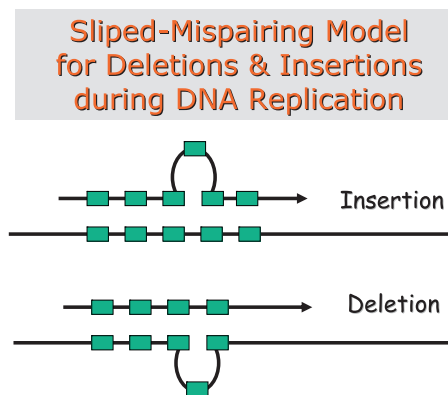 Sliped-Mispairing Model
for Deletions & Insertions
during DNA Replication
Insertion
Deletion